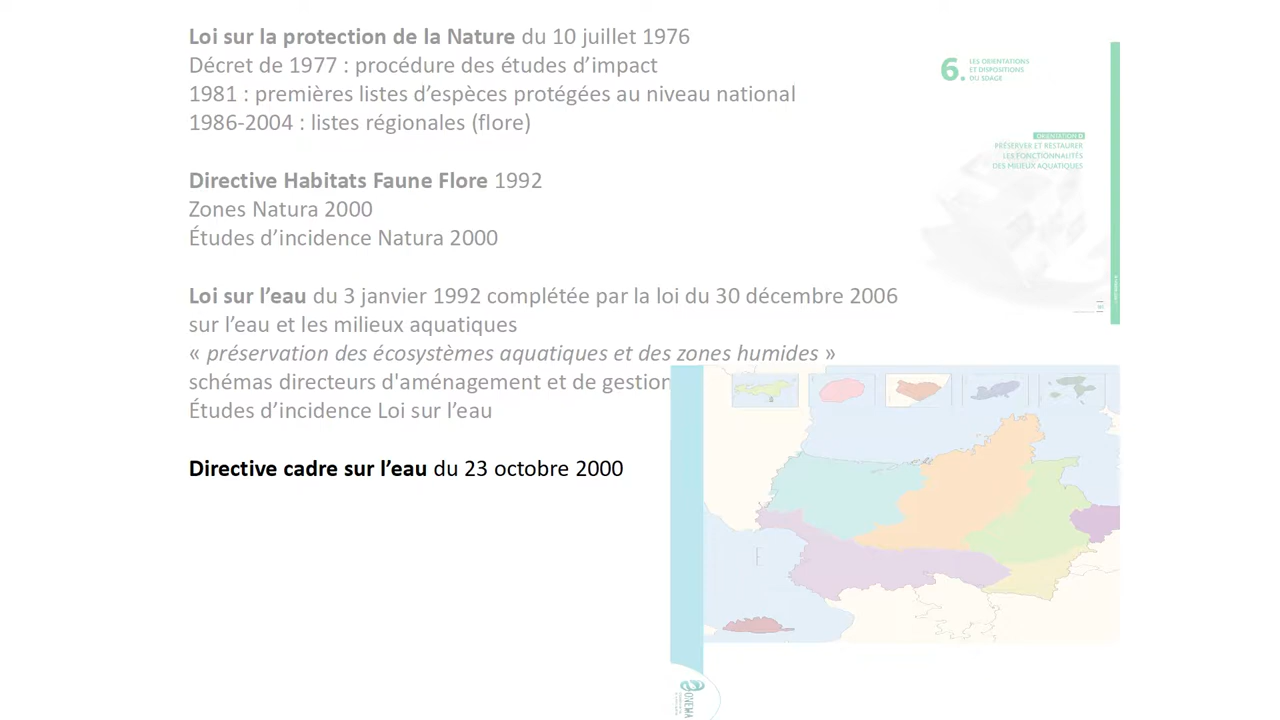 Loi sur la protection de la Nature du 10 juillet 1976
Décret de 1977 : procédure des études d’impact
1981 : premières listes d’espèces protégées au niveau national
1986-2004 : listes régionales (flore)
Directive Habitats Faune Flore 1992
Zones Natura 2000
Études d’incidence Natura 2000
Loi sur l’eau du 3 janvier 1992 complétée par la loi du 30 décembre 2006
sur l’eau et les milieux aquatiques
« préservation des écosystèmes aquatiques et des zones humides »
schémas directeurs d'aménagement et de gestion
Études d’incidence Loi sur l’eau
Directive cadre sur l’eau du 23 octobre 2000
6. LES ORIENTATIONS
ET DISPOSITIONS
DU SDAGE
ORIENTATION D
PRÉSERVER ET RESTAURER
LES FONCTIONNALITÉS
DES MILIEUX AQUATIQUES
ONEMA